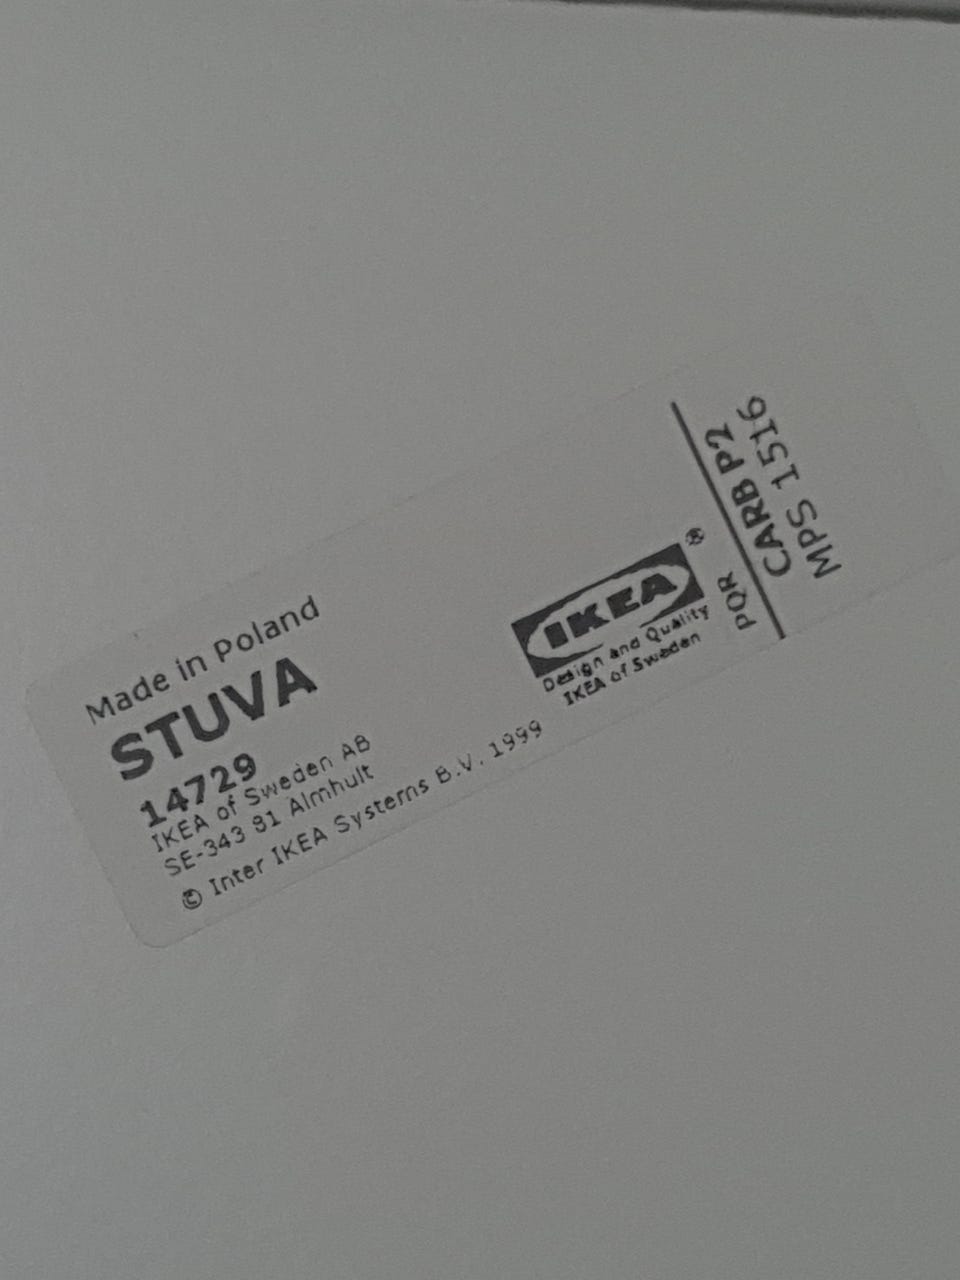 Made in Poland
STUVA
14729
IKEA of Sweden AB
SE-343 81 Almhult
© Inter IKEA Systems B.V. 1999
IKEA®
Design and Quality
IKEA of Sweden
PQR
CARB P2
MPS 1516